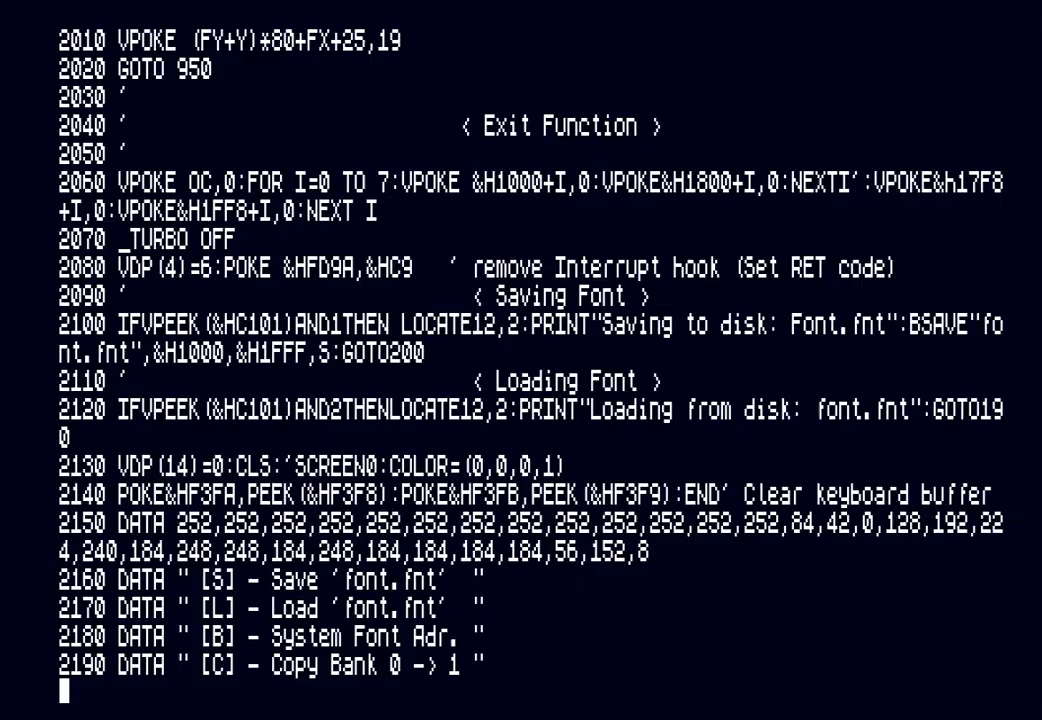 2010 VPOKE (FY+Y)*80+FX+25,19
2020 GOTO 950
2030 '
2040 '                             < Exit Function >
2050 '
2060 VPOKE OC,0:FOR I=0 TO 7:VPOKE &H1000+I,0:VPOKE&H1800+I,0:NEXTI':VPOKE&h17F8
+I,0:VPOKE&H1FF8+I,0:NEXT I
2070 _TURBO OFF
2080 VDP(4)=6:POKE &HFD9A,&HC9   ' remove Interrupt hook (Set RET code)
2090 '                              < Saving Font >
2100 IFVPEEK(&HC101)AND1THEN LOCATE12,2:PRINT"Saving to disk: Font.fnt":BSAVE"fo
nt.fnt",&H1000,&H1FFF,S:GOTO200
2110 '                              < Loading Font >
2120 IFVPEEK(&HC101)AND2THENLOCATE12,2:PRINT"Loading from disk: font.fnt":GOTO19
0
2130 VDP(14)=0:CLS:'SCREEN0:COLOR=(0,0,0,1)
2140 POKE&HF3FA,PEEK(&HF3F8):POKE&HF3FB,PEEK(&HF3F9):END' Clear keyboard buffer
2150 DATA 252,252,252,252,252,252,252,252,252,252,252,252,252,84,42,0,128,192,22
4,240,184,248,248,184,248,184,184,184,184,56,152,8
2160 DATA " [S] - Save 'font.fnt'  "
2170 DATA " [L] - Load 'font.fnt'  "
2180 DATA " [B] - System Font Adr. "
2190 DATA " [C] - Copy Bank 0 -> 1 "